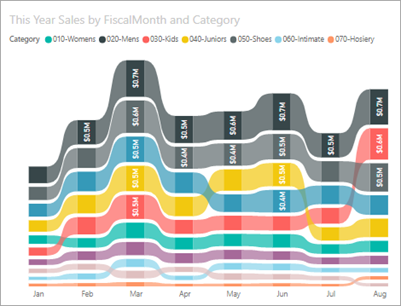 This Year Sales by FiscalMonth and Category
Category 010-Womens 020-Mens 030-Kids 040-Juniors 050-Shoes 060-Intimate 070-Hosiery
$0.5M
$0.7M
$0.6M
$0.5M
$0.5M
$0.5M
$0.5M
$0.4M
$0.6M
$0.7M
$0.5M
$0.5M
$0.4M
$0.5M
$0.7M
$0.6M
$0.5M
Jan Feb Mar Apr May Jun Jul Aug